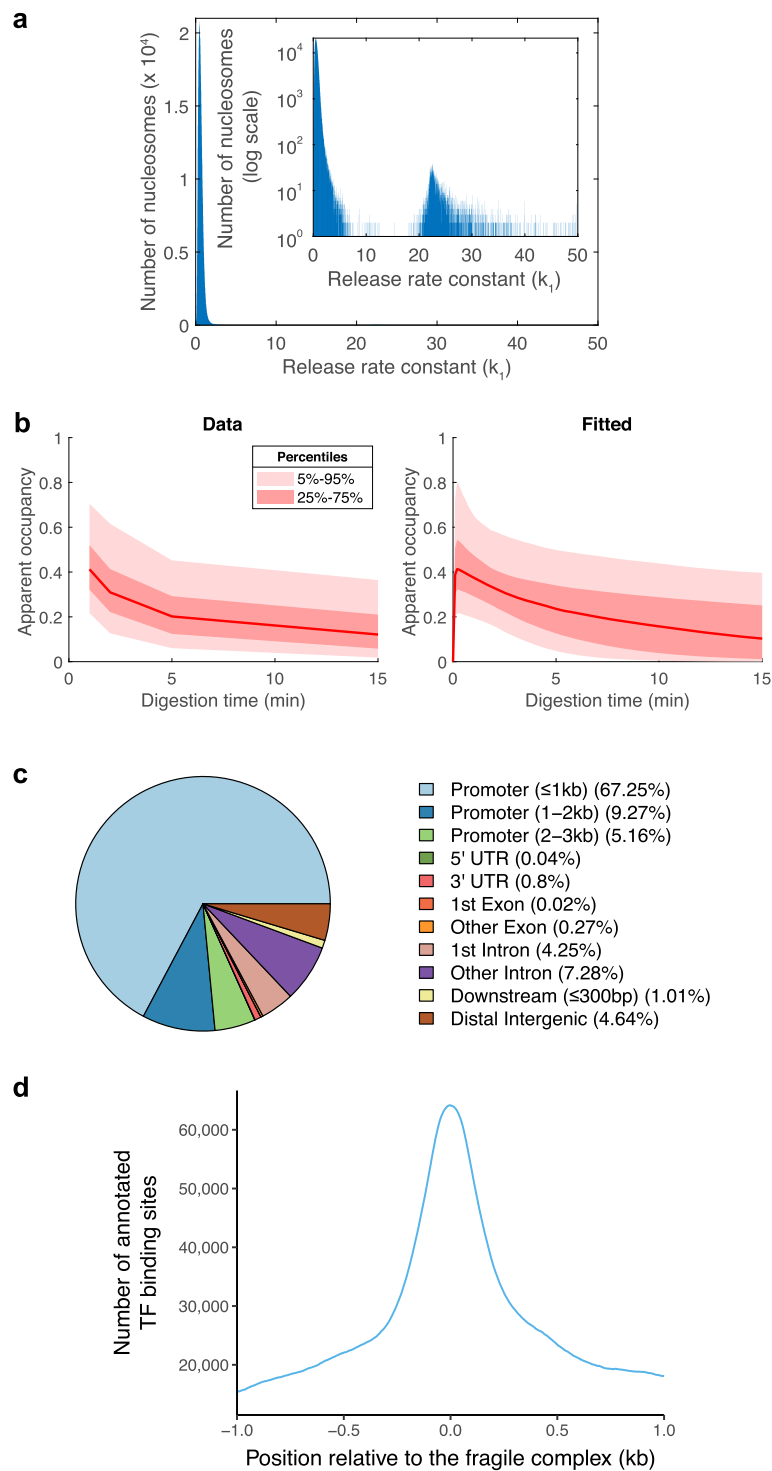 a
Number of nucleosomes (x 10⁴)
2
1.5
1
0.5
0
0 10 20 30 40 50
Release rate constant (k₁)
Number of nucleosomes
(log scale)
10⁴
10³
10²
10¹
10⁰
0 10 20 30 40 50
Release rate constant (k₁)
b
Data
Apparent occupancy
1
0.8
0.6
0.4
0.2
0
0 5 10 15
Digestion time (min)
Percentiles
5%-95%
25%-75%
Fitted
Apparent occupancy
1
0.8
0.6
0.4
0.2
0
0 5 10 15
Digestion time (min)
c
Promoter (≤1kb) (67.25%)
Promoter (1−2kb) (9.27%)
Promoter (2−3kb) (5.16%)
5' UTR (0.04%)
3' UTR (0.8%)
1st Exon (0.02%)
Other Exon (0.27%)
1st Intron (4.25%)
Other Intron (7.28%)
Downstream (≤300bp) (1.01%)
Distal Intergenic (4.64%)
d
Number of annotated
TF binding sites
60,000
50,000
40,000
30,000
20,000
−1.0 −0.5 0.0 0.5 1.0
Position relative to the fragile complex (kb)